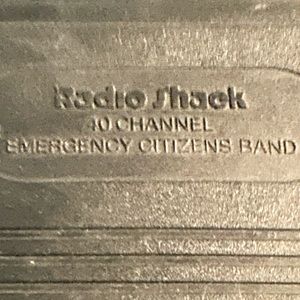 Radio Shack
40 CHANNEL
EMERGENCY CITIZENS BAND